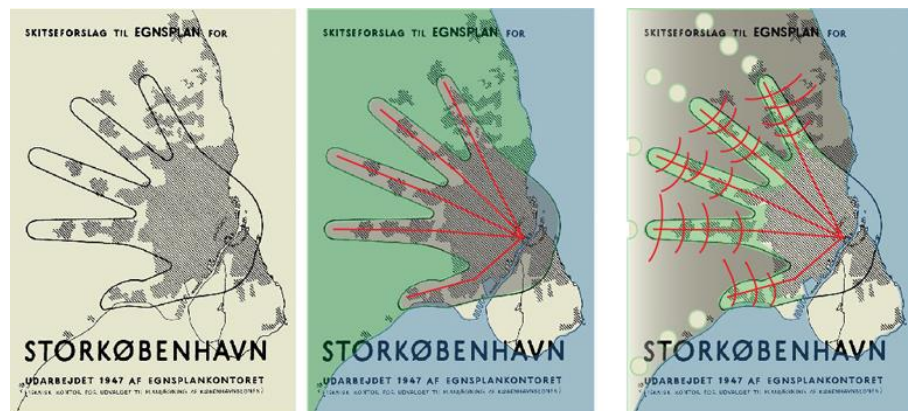 SKITSEFORSLAG TIL EGNSPLAN FOR
STORKØBENHAVN
UDARBEJDET 1947 AF EGNSPLANKONTORET
SKITSEFORSLAG TIL EGNSPLAN FOR
STORKØBENHAVN
UDARBEJDET 1947 AF EGNSPLANKONTORET
SKITSEFORSLAG TIL EGNSPLAN FOR
STORKØBENHAVN
UDARBEJDET 1947 AF EGNSPLANKONTORET